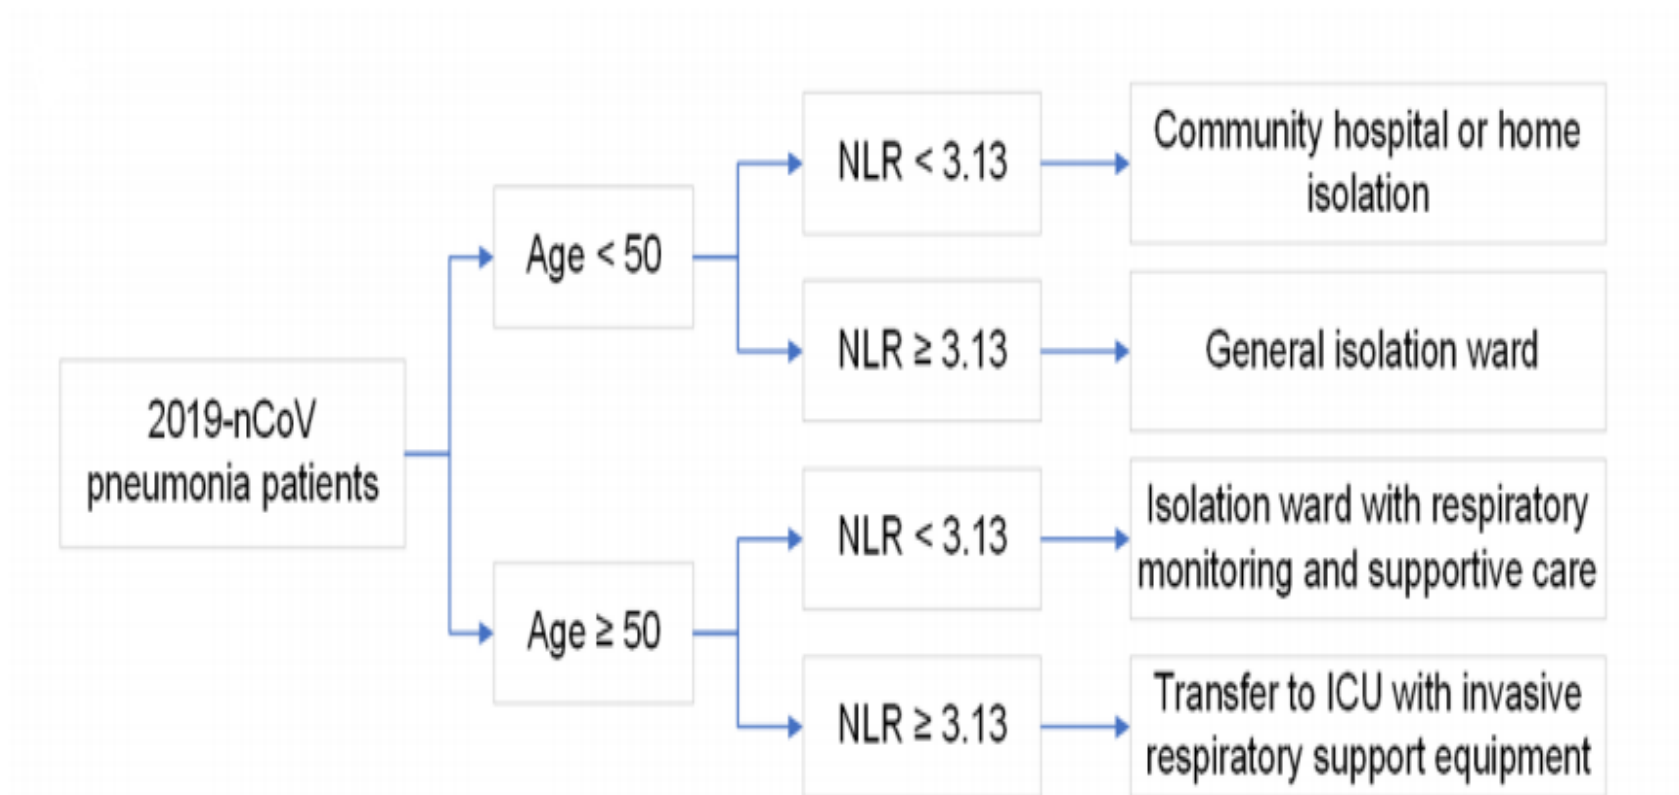 2019-nCoV
pneumonia patients
Age < 50
Age ≥ 50
NLR < 3.13
NLR ≥ 3.13
NLR < 3.13
NLR ≥ 3.13
Community hospital or home
isolation
General isolation ward
Isolation ward with respiratory
monitoring and supportive care
Transfer to ICU with invasive
respiratory support equipment